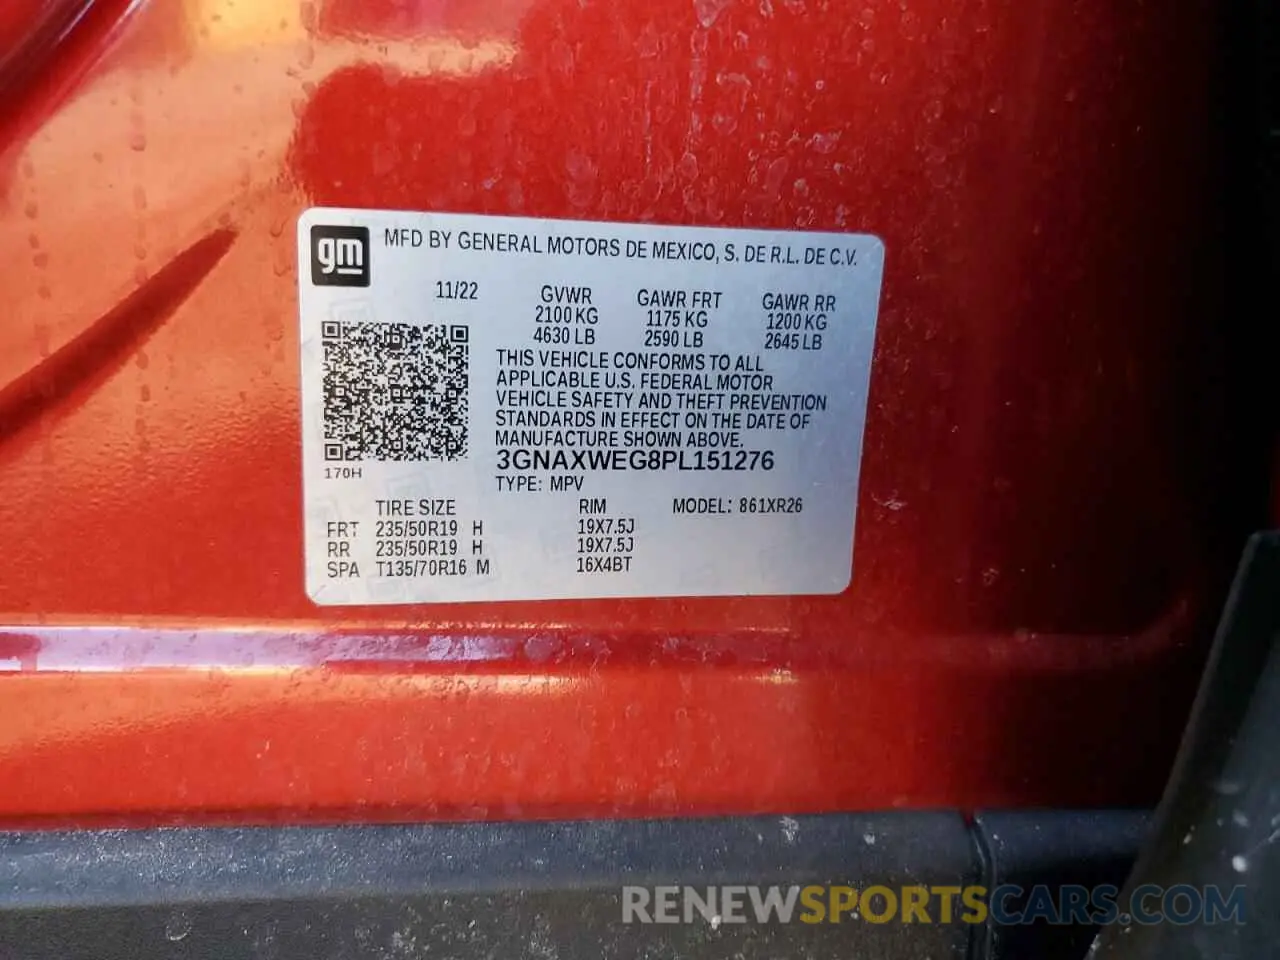 gm
MFD BY GENERAL MOTORS DE MEXICO, S. DE R.L. DE C.V.
11/22 GVWR GAWR FRT GAWR RR
2100 KG 1175 KG 1200 KG
4630 LB 2590 LB 2645 LB
THIS VEHICLE CONFORMS TO ALL
APPLICABLE U.S. FEDERAL MOTOR
VEHICLE SAFETY AND THEFT PREVENTION
STANDARDS IN EFFECT ON THE DATE OF
MANUFACTURE SHOWN ABOVE.
3GNAXWEG8PL151276
170H
TYPE: MPV
TIRE SIZE RIM MODEL: 861XR26
FRT 235/50R19 H 19X7.5J
RR 235/50R19 H 19X7.5J
SPA T135/70R16 M 16X4BT
RENEWSPORTSCARS.COM